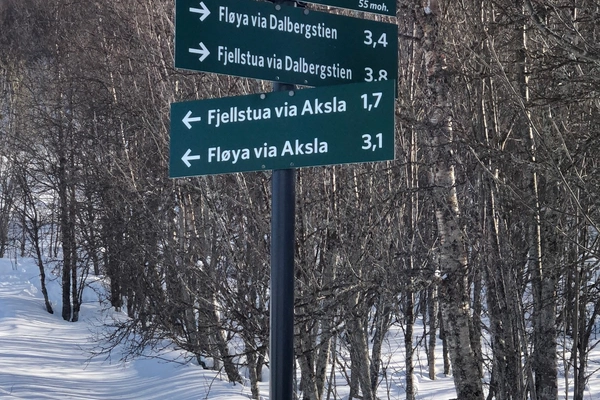 55 moh.
→ Fløya via Dalbergstien 3,4
→ Fjellstua via Dalbergstien 3,8
← Fjellstua via Aksla 1,7
← Fløya via Aksla 3,1